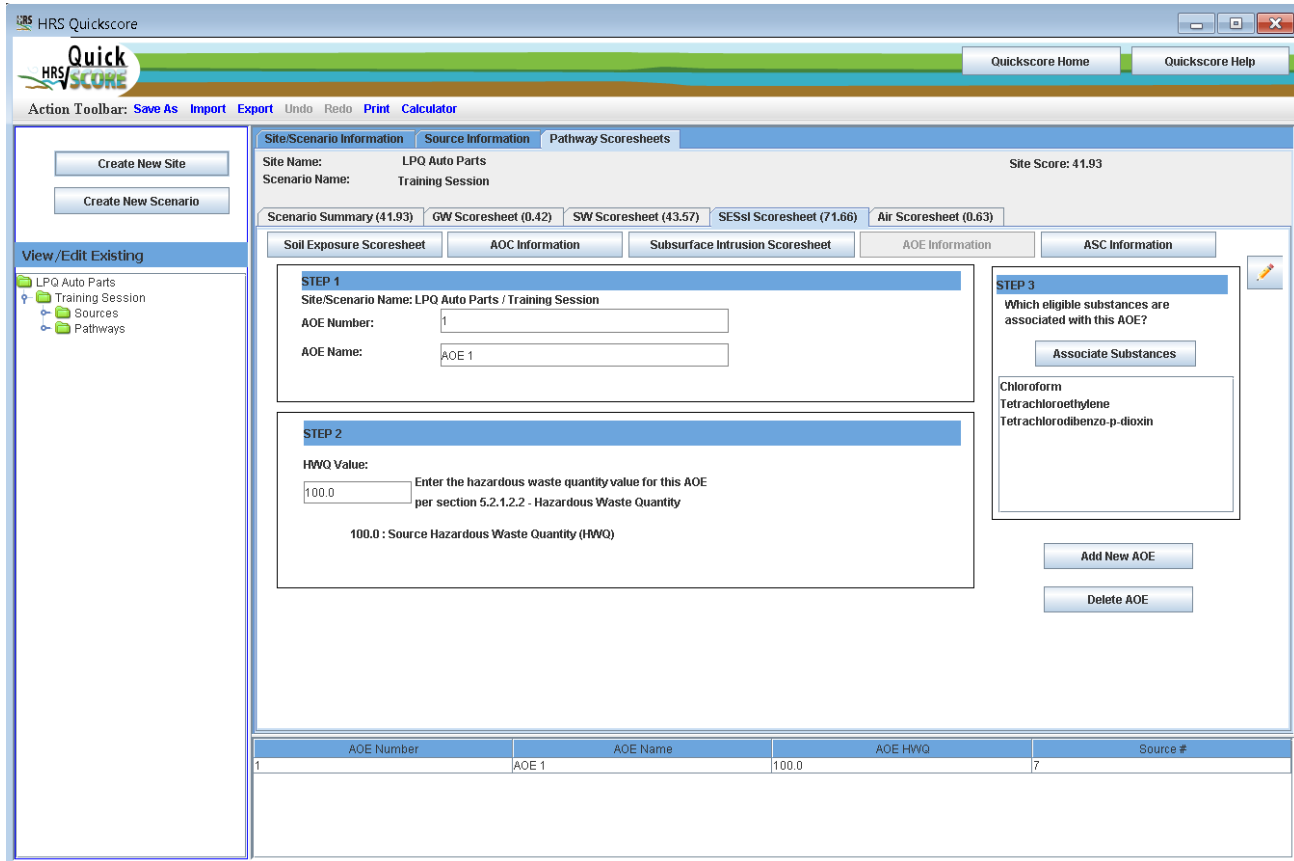 HRS Quickscore
HRS Quick SCORE
Quickscore Home Quickscore Help
Action Toolbar: Save As Import Export Undo Redo Print Calculator
Create New Site
Create New Scenario
View/Edit Existing
LPQ Auto Parts
Training Session
Sources
Pathways
Site/Scenario Information Source Information Pathway Scoresheets
Site Name: LPQ Auto Parts Site Score: 41.93
Scenario Name: Training Session
Scenario Summary (41.93) GW Scoresheet (0.42) SW Scoresheet (43.57) SESsI Scoresheet (71.66) Air Scoresheet (0.63)
Soil Exposure Scoresheet AOC Information Subsurface Intrusion Scoresheet AOE Information ASC Information
STEP 1
Site/Scenario Name: LPQ Auto Parts / Training Session
AOE Number: 1
AOE Name: AOE 1
STEP 2
HWQ Value:
100.0 Enter the hazardous waste quantity value for this AOE
per section 5.2.1.2.2 - Hazardous Waste Quantity
100.0 : Source Hazardous Waste Quantity (HWQ)
STEP 3
Which eligible substances are
associated with this AOE?
Associate Substances
Chloroform
Tetrachloroethylene
Tetrachlorodibenzo-p-dioxin
Add New AOE
Delete AOE
AOE Number AOE Name AOE HWQ Source #
1 AOE 1 100.0 7